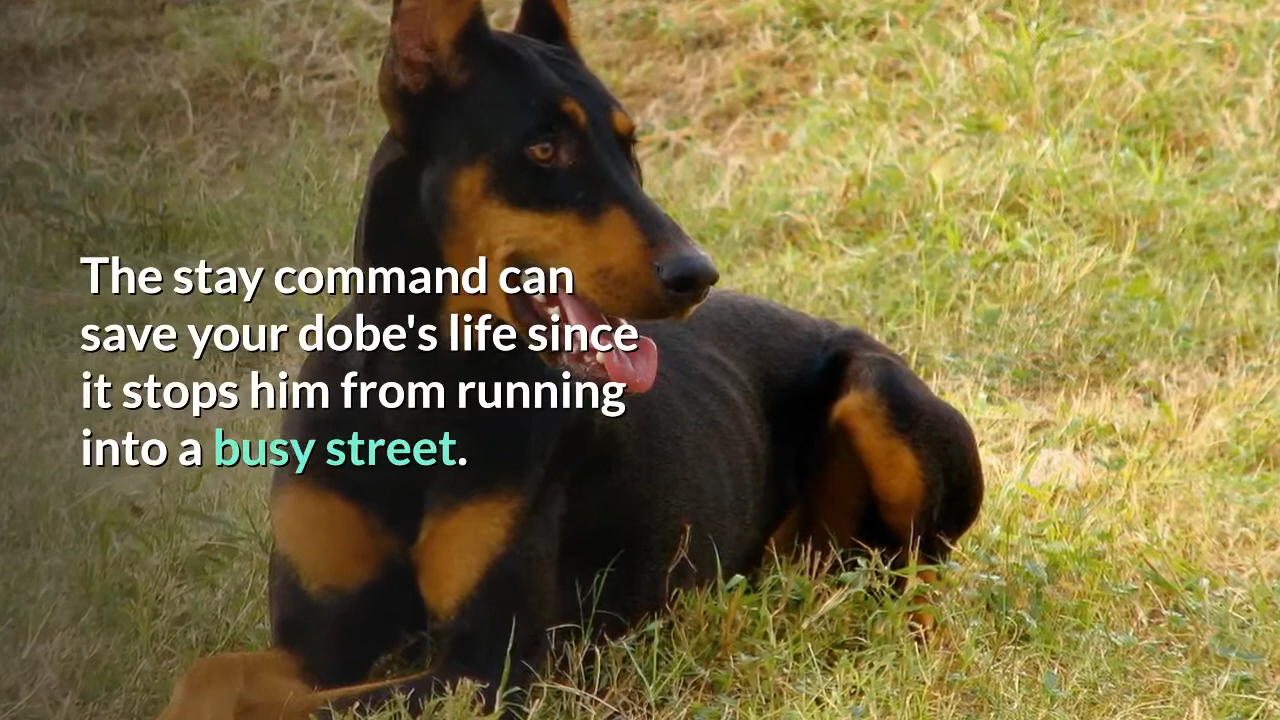 The stay command can
save your dobe's life since
it stops him from running
into a busy street.